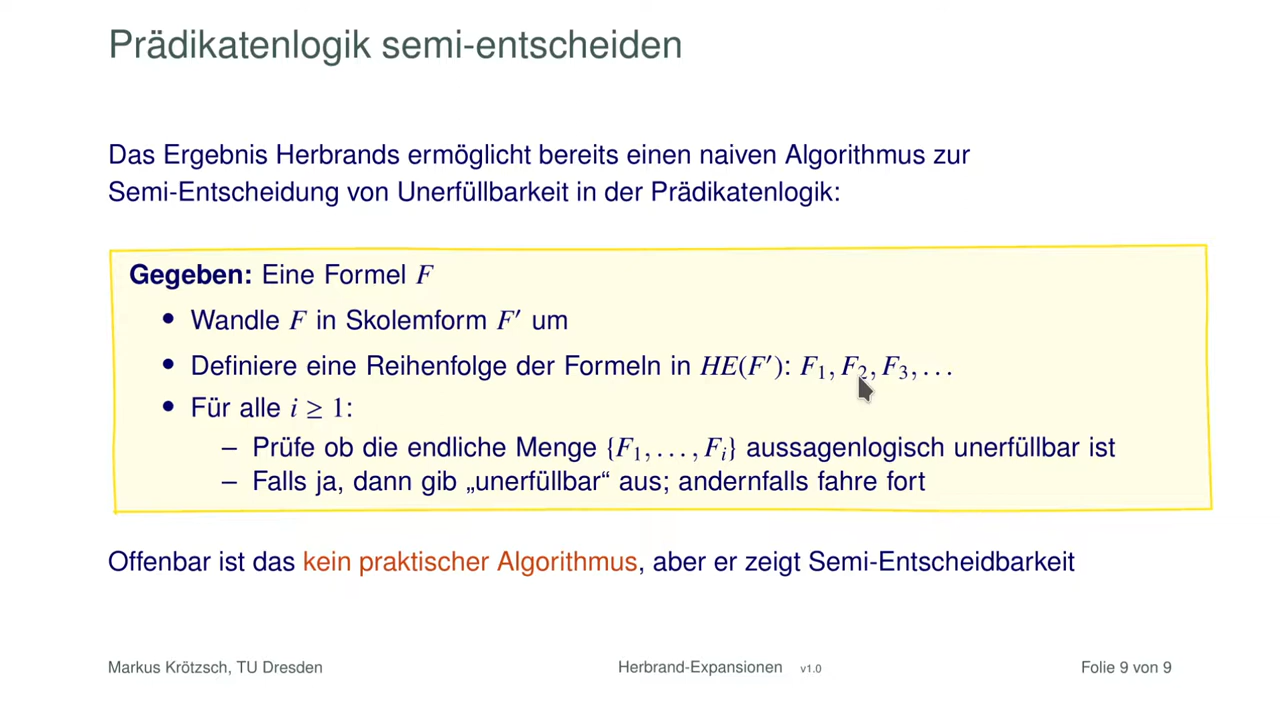 Prädikatenlogik semi-entscheiden
Das Ergebnis Herbrands ermöglicht bereits einen naiven Algorithmus zur
Semi-Entscheidung von Unerfüllbarkeit in der Prädikatenlogik:
Gegeben: Eine Formel F
• Wandle F in Skolemform F′ um
• Definiere eine Reihenfolge der Formeln in HE(F′): F₁, F₂, F₃, . . .
• Für alle i ≥ 1:
– Prüfe ob die endliche Menge {F₁, . . . , Fᵢ} aussagenlogisch unerfüllbar ist
– Falls ja, dann gib „unerfüllbar“ aus; andernfalls fahre fort
Offenbar ist das kein praktischer Algorithmus, aber er zeigt Semi-Entscheidbarkeit
Markus Krötzsch, TU Dresden Herbrand-Expansionen v1.0 Folie 9 von 9